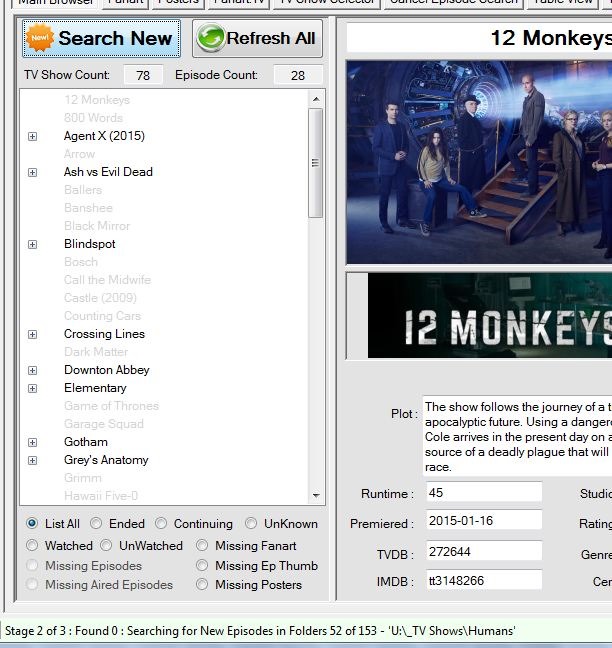 Main Browser Fanart Posters Fanart.Tv TV Show Selector Cancel Episode Search Table View
New! Search New
Refresh All
TV Show Count: 78 Episode Count: 28
12 Monkeys
800 Words
Agent X (2015)
Arrow
Ash vs Evil Dead
Ballers
Banshee
Black Mirror
Blindspot
Bosch
Call the Midwife
Castle (2009)
Counting Cars
Crossing Lines
Dark Matter
Downton Abbey
Elementary
Game of Thrones
Garage Squad
Gotham
Grey's Anatomy
Grimm
Hawaii Five-0
List All Ended Continuing UnKnown
Watched UnWatched Missing Fanart
Missing Episodes Missing Ep Thumb
Missing Aired Episodes Missing Posters
12 Monkeys
12 MONKEYS
Plot : The show follows the journey of a t
apocalyptic future. Using a danger
Cole arrives in the present day on a
source of a deadly plague that will
race.
Runtime : 45 Studio
Premiered : 2015-01-16 Rating
TVDB : 272644 Genre
IMDB : tt3148266 Cer
Stage 2 of 3 : Found 0 : Searching for New Episodes in Folders 52 of 153 - 'U:\_TV Shows\Humans'